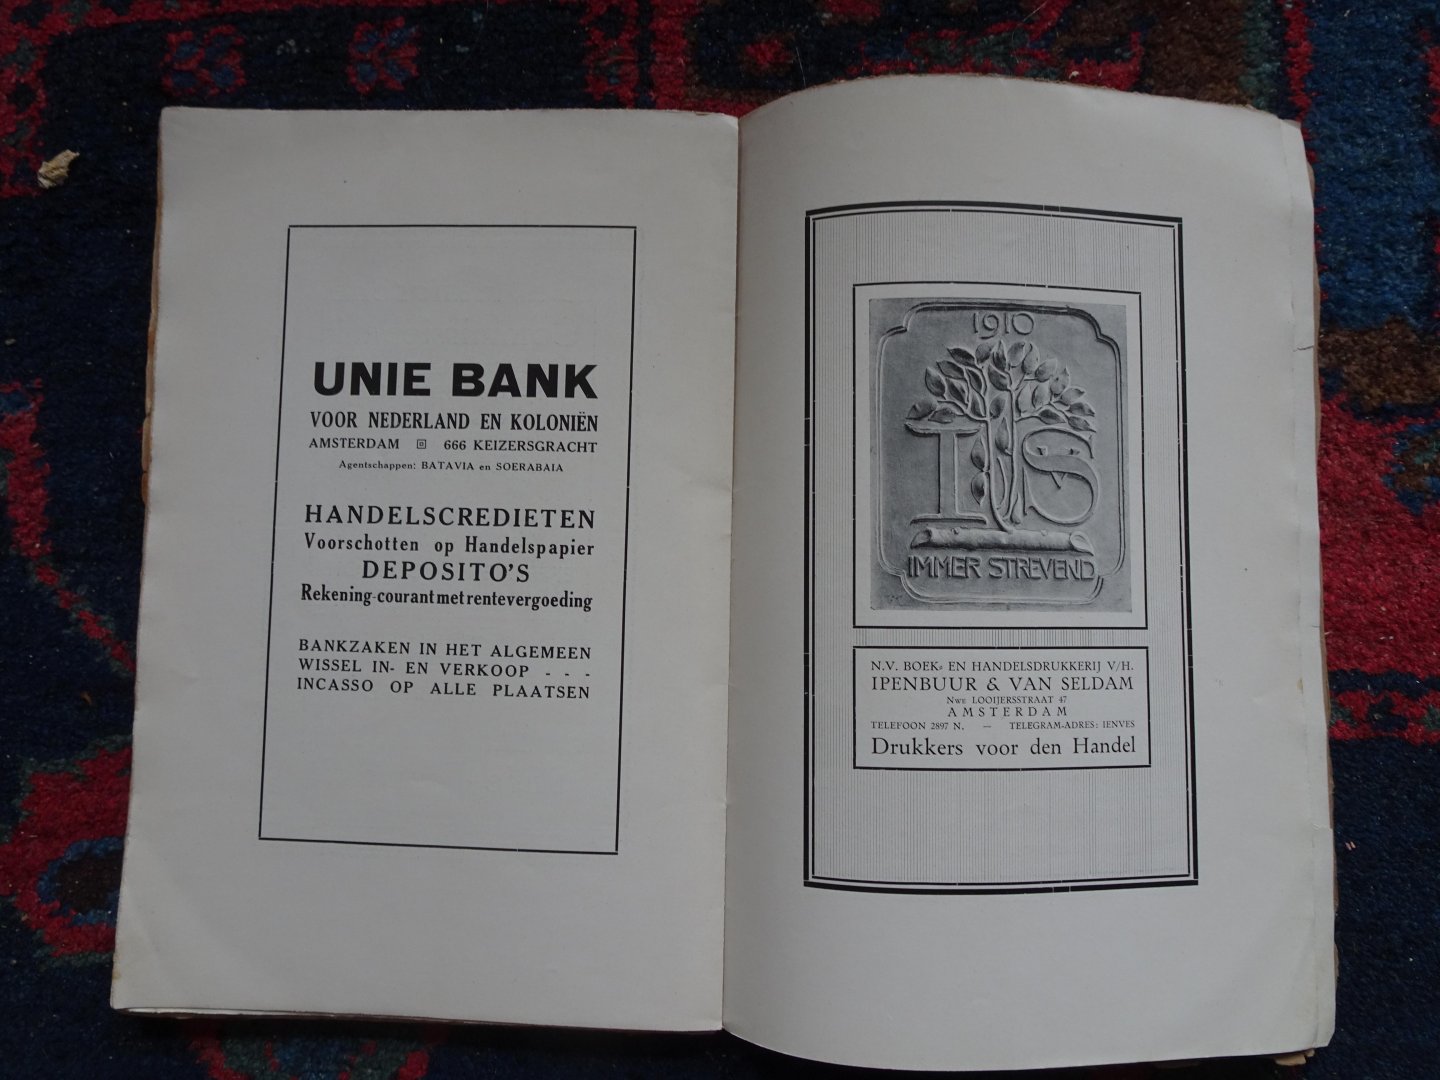 UNIE BANK
VOOR NEDERLAND EN KOLONIËN
AMSTERDAM 666 KEIZERSGRACHT
Agentschappen: BATAVIA en SOERABAIA
HANDELSCREDIETEN
Voorschotten op Handelspapier
DEPOSITO'S
Rekening-courant met rentevergoeding
BANKZAKEN IN HET ALGEMEEN
WISSEL IN- EN VERKOOP - - -
INCASSO OP ALLE PLAATSEN
1910
I V S
IMMER STREVEND
N.V. BOEK- EN HANDELSDRUKKERIJ V/H.
IPENBUUR & VAN SELDAM
NWE LOOIJERSSTRAAT 47
AMSTERDAM
TELEFOON 2897 N. — TELEGRAM-ADRES: IENVES
Drukkers voor den Handel